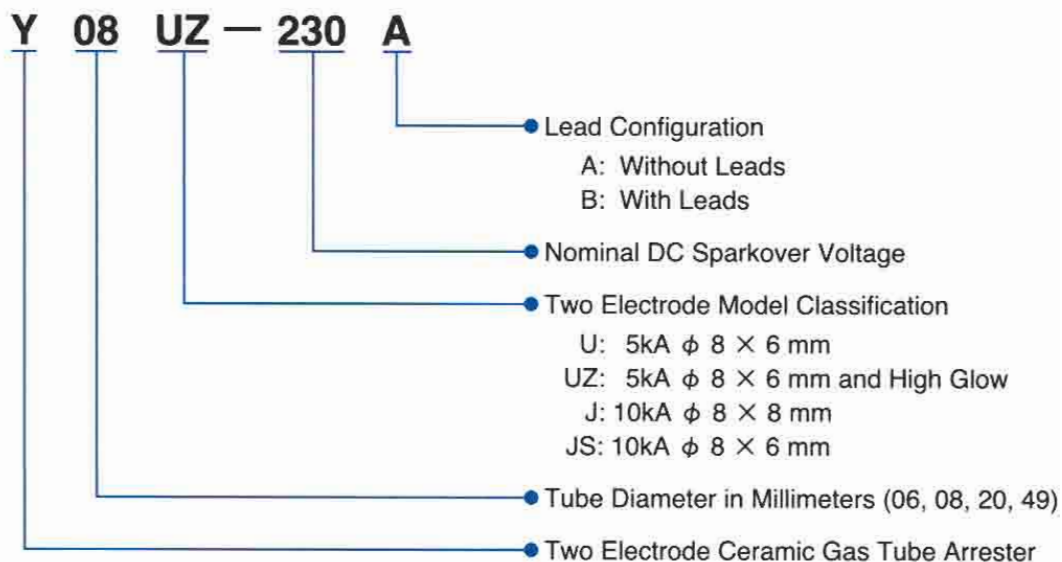 Y 08 UZ — 230 A
Lead Configuration
A: Without Leads
B: With Leads
Nominal DC Sparkover Voltage
Two Electrode Model Classification
U: 5kA φ 8 × 6 mm
UZ: 5kA φ 8 × 6 mm and High Glow
J: 10kA φ 8 × 8 mm
JS: 10kA φ 8 × 6 mm
Tube Diameter in Millimeters (06, 08, 20, 49)
Two Electrode Ceramic Gas Tube Arrester